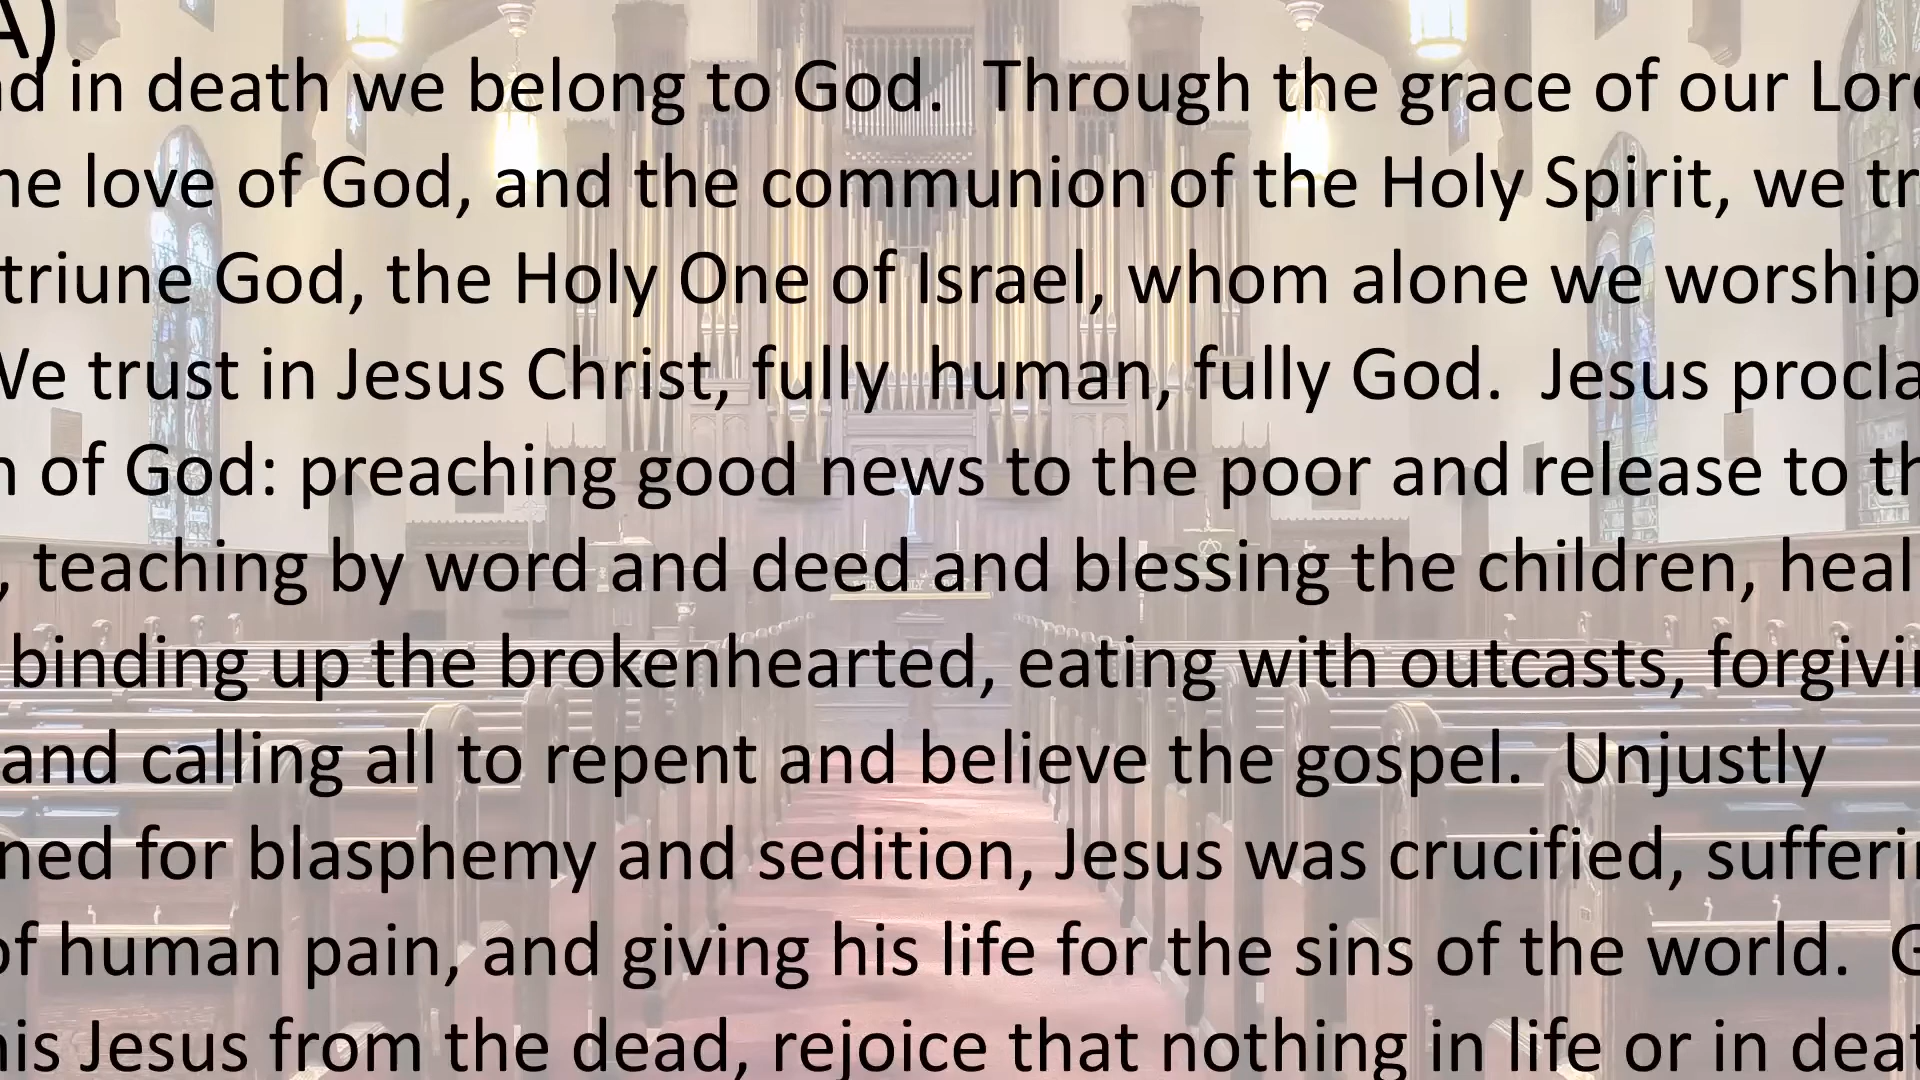 A)
nd in death we belong to God.  Through the grace of our Lor
he love of God, and the communion of the Holy Spirit, we tr
triune God, the Holy One of Israel, whom alone we worship
We trust in Jesus Christ, fully  human, fully God.  Jesus procla
n of God: preaching good news to the poor and release to th
, teaching by word and deed and blessing the children, heal
binding up the brokenhearted, eating with outcasts, forgivin
and calling all to repent and believe the gospel.  Unjustly
ned for blasphemy and sedition, Jesus was crucified, sufferin
of human pain, and giving his life for the sins of the world.  G
his Jesus from the dead, rejoice that nothing in life or in deat